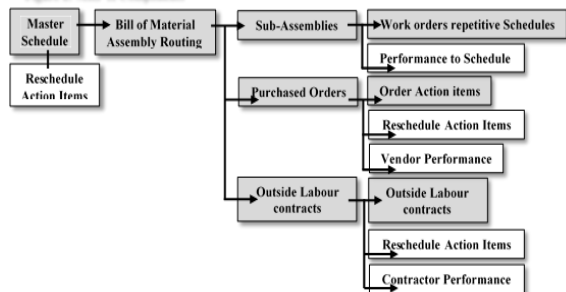 Master
Schedule
Bill of Material
Assembly Routing
Sub-Assemblies
Work orders repetitive Schedules
Performance to Schedule
Reschedule
Action Items
Purchased Orders
Order Action items
Reschedule Action Items
Vendor Performance
Outside Labour
contracts
Outside Labour
contracts
Reschedule Action Items
Contractor Performance